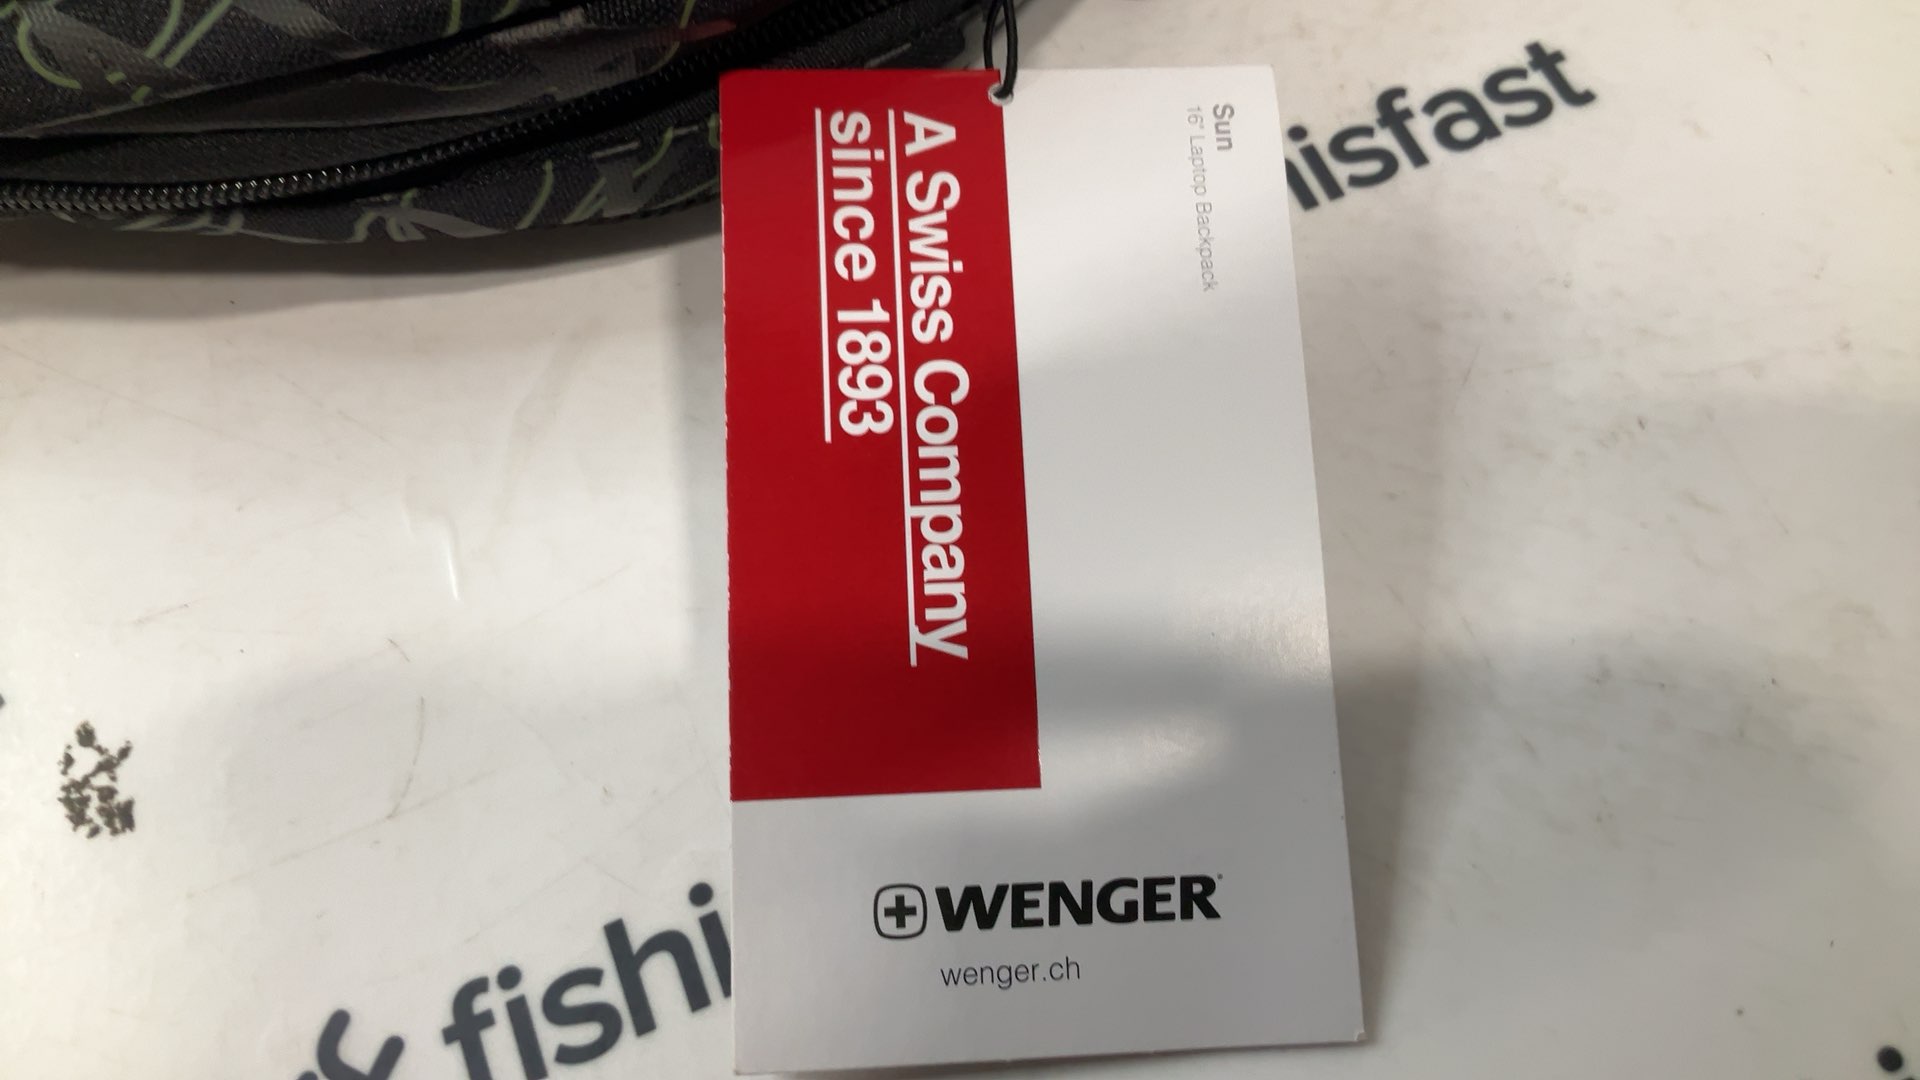 A Swiss Company
since 1893
Sun
16" Laptop Backpack
WENGER
wenger.ch
isfast
fishi